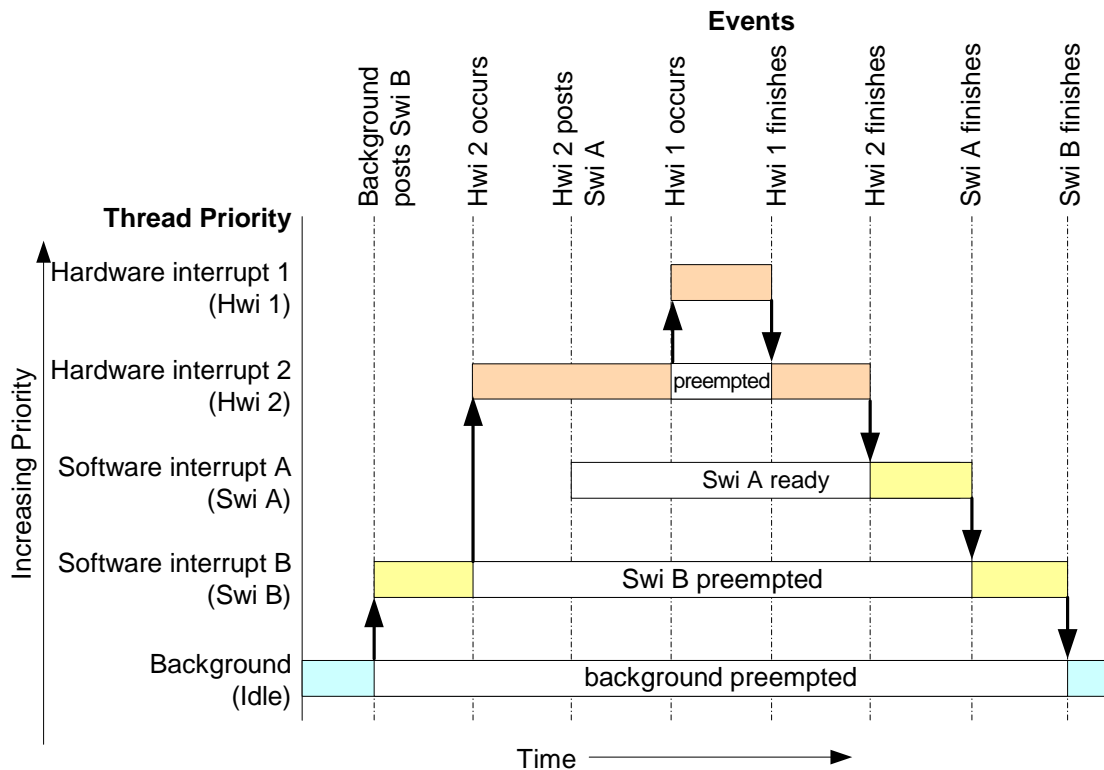 Events
Background
posts Swi B
Hwi 2 occurs
Hwi 2 posts
Swi A
Hwi 1 occurs
Hwi 1 finishes
Hwi 2 finishes
Swi A finishes
Swi B finishes
Thread Priority
Increasing Priority
Hardware interrupt 1
(Hwi 1)
Hardware interrupt 2
(Hwi 2)
preempted
Software interrupt A
(Swi A)
Swi A ready
Software interrupt B
(Swi B)
Swi B preempted
Background
(Idle)
background preempted
Time